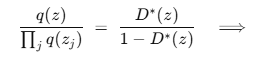 q(z) / ∏_j q(z_j) = D*(z) / (1 − D*(z)) ⟹